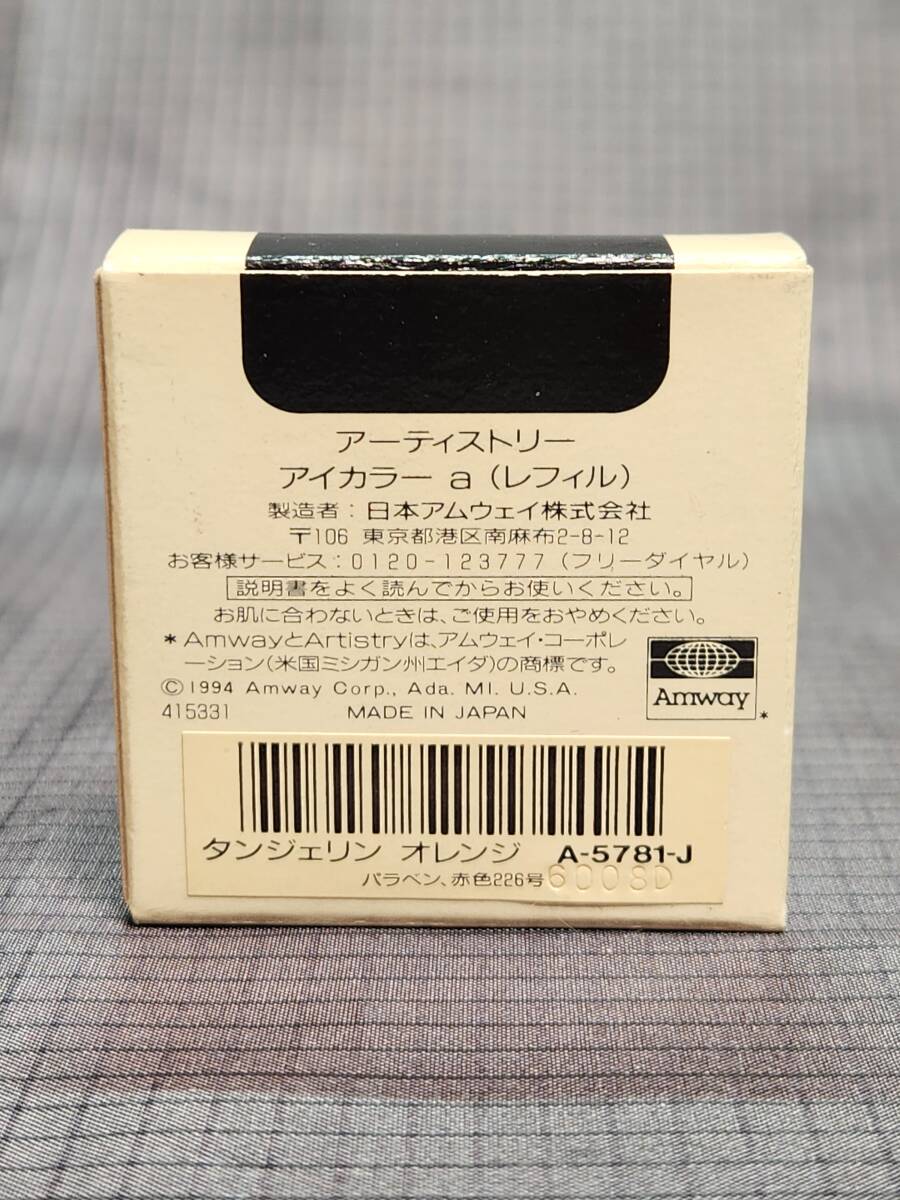 アーティストリー
アイカラー a（レフィル）
製造者：日本アムウェイ株式会社
〒106 東京都港区南麻布2-8-12
お客様サービス：0120-123777（フリーダイヤル）
説明書をよく読んでからお使いください。
お肌に合わないときは、ご使用をおやめください。
*AmwayとArtistryは、アムウェイ・コーポレ
ーション（米国ミシガン州エイダ）の商標です。
©1994 Amway Corp., Ada. MI. U.S.A.
415331 MADE IN JAPAN
Amway*
タンジェリン オレンジ A-5781-J
パラベン、赤色226号 6008D